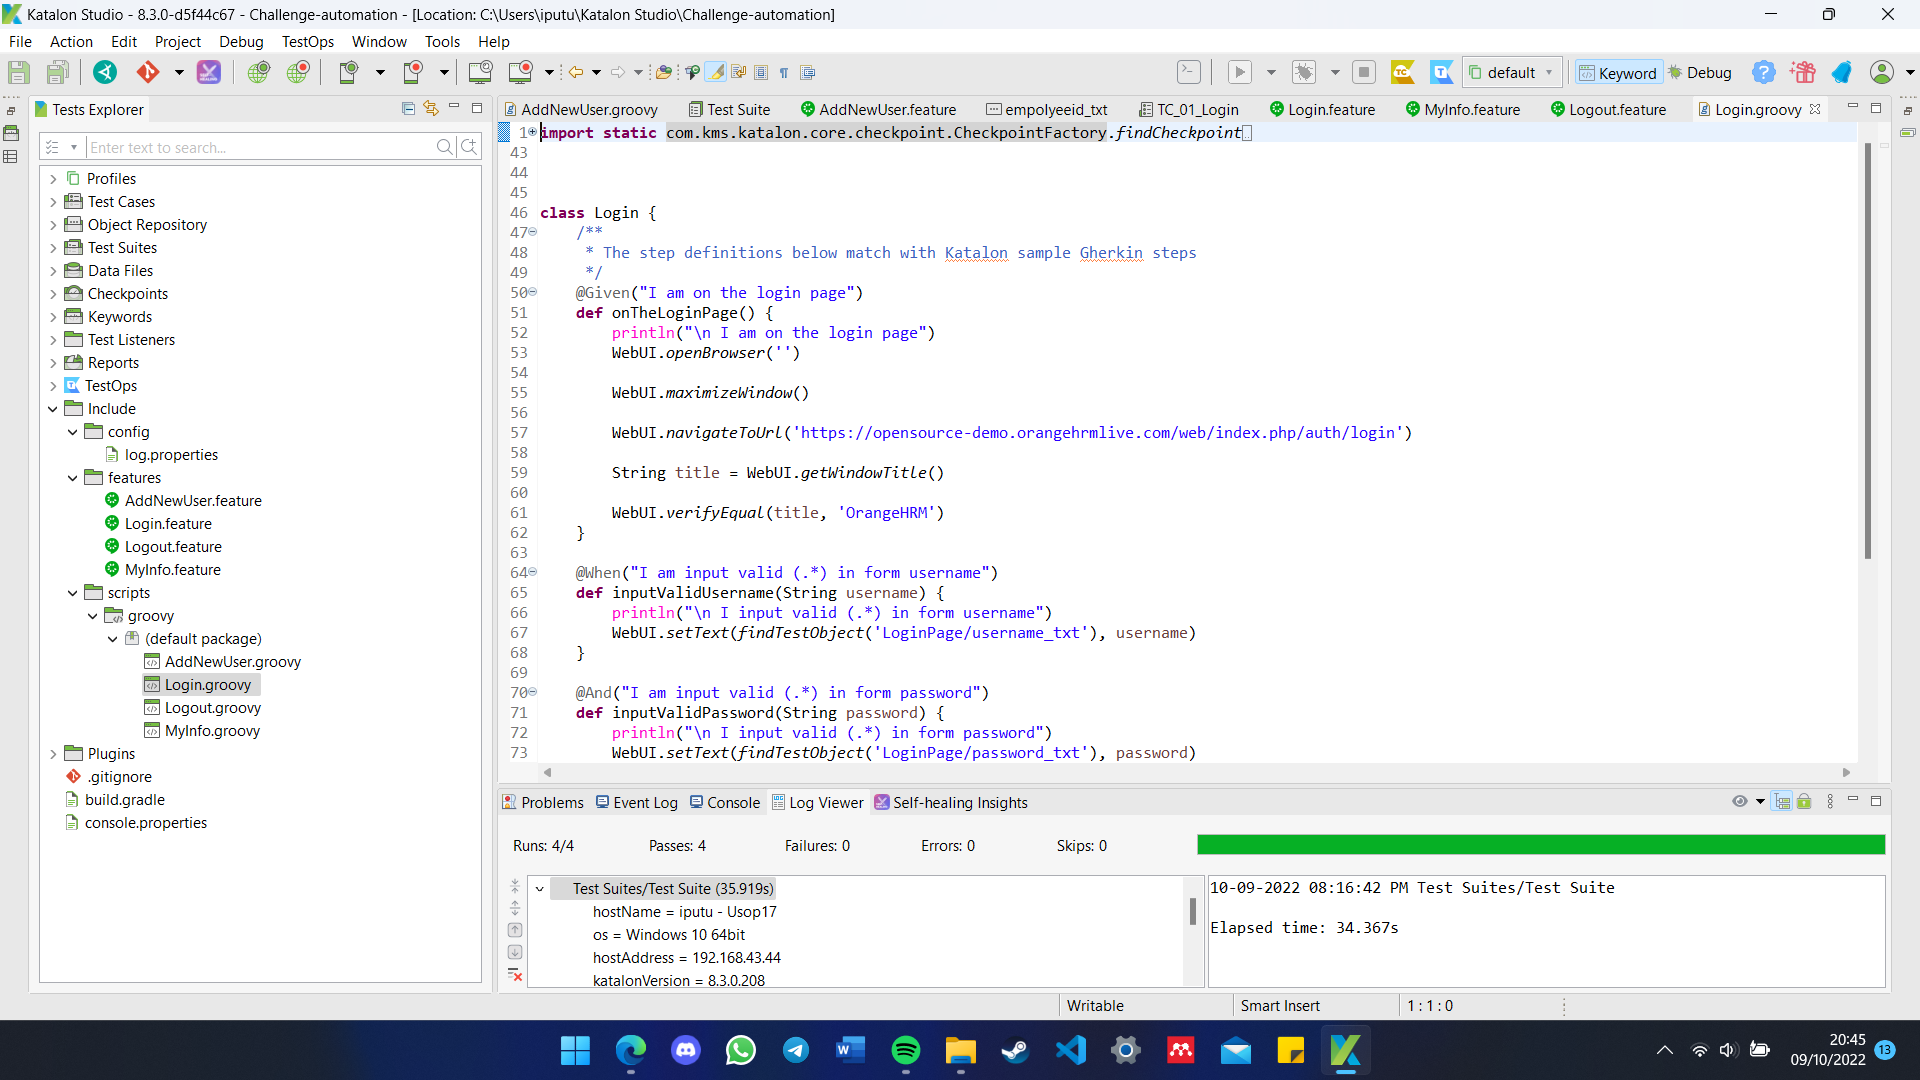 Katalon Studio - 8.3.0-d5f44c67 - Challenge-automation - [Location: C:\Users\iputu\Katalon Studio\Challenge-automation]
File Action Edit Project Debug TestOps Window Tools Help
default Keyword Debug
Tests Explorer
Enter text to search...
Profiles
Test Cases
Object Repository
Test Suites
Data Files
Checkpoints
Keywords
Test Listeners
Reports
TestOps
Include
config
log.properties
features
AddNewUser.feature
Login.feature
Logout.feature
MyInfo.feature
scripts
groovy
(default package)
AddNewUser.groovy
Login.groovy
Logout.groovy
MyInfo.groovy
Plugins
.gitignore
build.gradle
console.properties
AddNewUser.groovy Test Suite AddNewUser.feature empolyeeid_txt TC_01_Login Login.feature MyInfo.feature Logout.feature Login.groovy
1 import static com.kms.katalon.core.checkpoint.CheckpointFactory.findCheckpoint
43
44
45
46 class Login {
47 /**
48 * The step definitions below match with Katalon sample Gherkin steps
49 */
50 @Given("I am on the login page")
51 def onTheLoginPage() {
52 println("\n I am on the login page")
53 WebUI.openBrowser('')
54
55 WebUI.maximizeWindow()
56
57 WebUI.navigateToUrl('https://opensource-demo.orangehrmlive.com/web/index.php/auth/login')
58
59 String title = WebUI.getWindowTitle()
60
61 WebUI.verifyEqual(title, 'OrangeHRM')
62 }
63
64 @When("I am input valid (.*) in form username")
65 def inputValidUsername(String username) {
66 println("\n I input valid (.*) in form username")
67 WebUI.setText(findTestObject('LoginPage/username_txt'), username)
68 }
69
70 @And("I am input valid (.*) in form password")
71 def inputValidPassword(String password) {
72 println("\n I input valid (.*) in form password")
73 WebUI.setText(findTestObject('LoginPage/password_txt'), password)
Problems Event Log Console Log Viewer Self-healing Insights
Runs: 4/4 Passes: 4 Failures: 0 Errors: 0 Skips: 0
Test Suites/Test Suite (35.919s)
hostName = iputu - Usop17
os = Windows 10 64bit
hostAddress = 192.168.43.44
katalonVersion = 8.3.0.208
10-09-2022 08:16:42 PM Test Suites/Test Suite
Elapsed time: 34.367s
Writable Smart Insert 1 : 1 : 0
20:45
09/10/2022
13